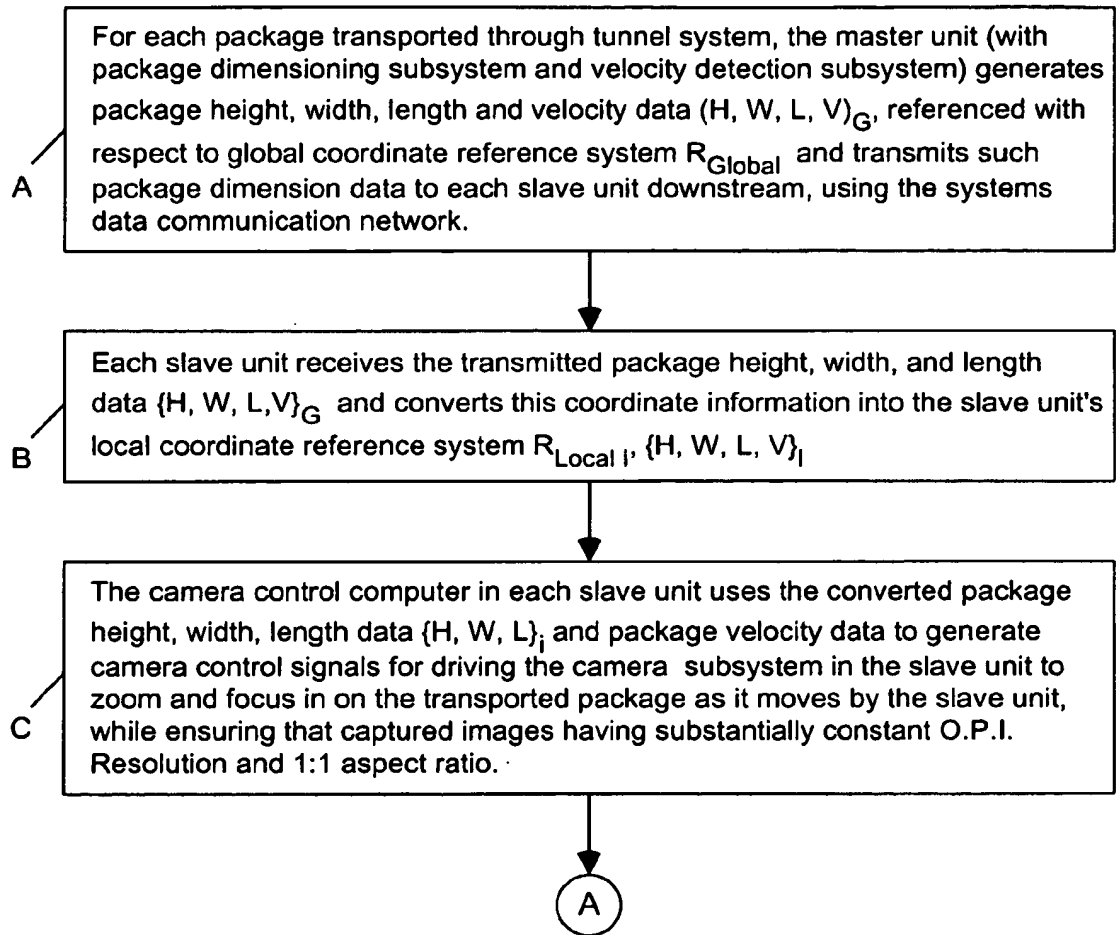 For each package transported through tunnel system, the master unit (with
package dimensioning subsystem and velocity detection subsystem) generates
package height, width, length and velocity data (H, W, L, V)G, referenced with
respect to global coordinate reference system RGlobal and transmits such
package dimension data to each slave unit downstream, using the systems
data communication network.
A
Each slave unit receives the transmitted package height, width, and length
data {H, W, L,V}G and converts this coordinate information into the slave unit's
local coordinate reference system RLocal i, {H, W, L, V}i
B
The camera control computer in each slave unit uses the converted package
height, width, length data {H, W, L}i and package velocity data to generate
camera control signals for driving the camera subsystem in the slave unit to
zoom and focus in on the transported package as it moves by the slave unit,
while ensuring that captured images having substantially constant O.P.I.
Resolution and 1:1 aspect ratio.
C
A